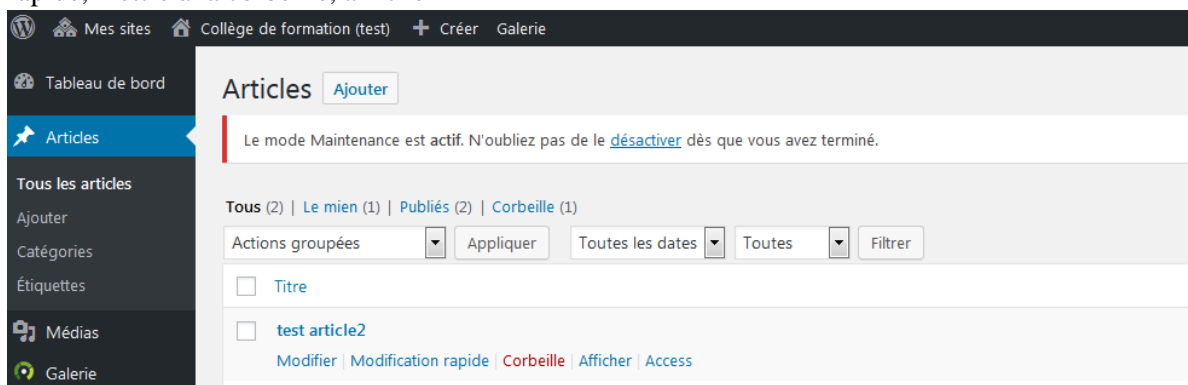 Mes sites Collège de formation (test) + Créer Galerie
Tableau de bord
Articles
Tous les articles
Ajouter
Catégories
Étiquettes
Médias
Galerie
Articles Ajouter
Le mode Maintenance est actif. N'oubliez pas de le désactiver dès que vous avez terminé.
Tous (2) | Le mien (1) | Publiés (2) | Corbeille (1)
Actions groupées Appliquer Toutes les dates Toutes Filtrer
Titre
test article2
Modifier | Modification rapide | Corbeille | Afficher | Access